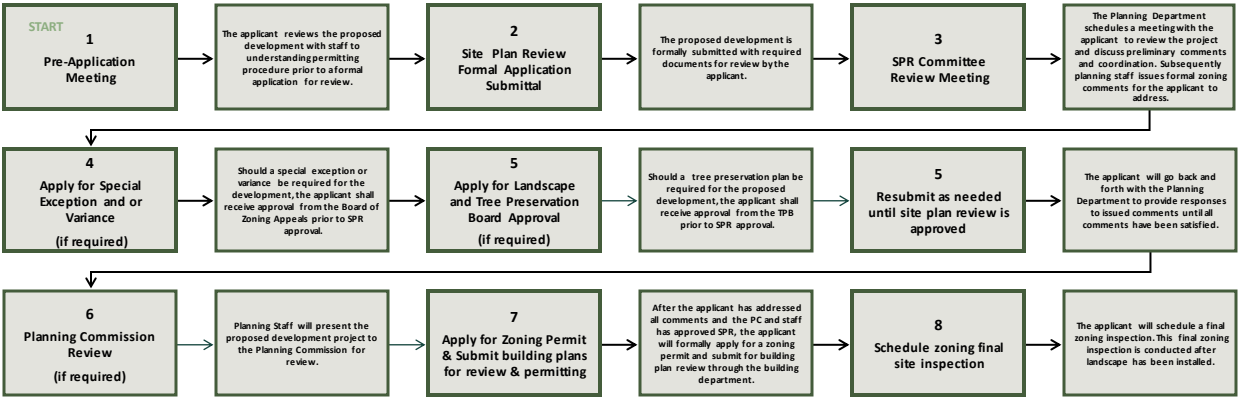 START
1
Pre-Application
Meeting
The applicant reviews the proposed
development with staff to
understanding permitting
procedure prior to a formal
application for review.
2
Site Plan Review
Formal Application
Submittal
The proposed development is
formally submitted with required
documents for review by the
applicant.
3
SPR Committee
Review Meeting
The Planning Department
schedules a meeting with the
applicant to review the project
and discuss preliminary comments
and coordination. Subsequently
planning staff issues formal zoning
comments for the applicant to
address.
4
Apply for Special
Exception and or
Variance
(if required)
Should a special exception or
variance be required for the
development, the applicant shall
receive approval from the Board of
Zoning Appeals prior to SPR
approval.
5
Apply for Landscape
and Tree Preservation
Board Approval
(if required)
Should a tree preservation plan be
required for the proposed
development, the applicant shall
receive approval from the TPB
prior to SPR approval.
5
Resubmit as needed
until site plan review is
approved
The applicant will go back and
forth with the Planning
Department to provide responses
to issued comments until all
comments have been satisfied.
6
Planning Commission
Review
(if required)
Planning Staff will present the
proposed development project to
the Planning Commission for
review.
7
Apply for Zoning Permit
& Submit building plans
for review & permitting
After the applicant has addressed
all comments and the PC and staff
has approved SPR, the applicant
will formally apply for a zoning
permit and submit for building
plan review through the building
department.
8
Schedule zoning final
site inspection
The applicant will schedule a final
zoning inspection. This final zoning
inspection is conducted after
landscape has been installed.